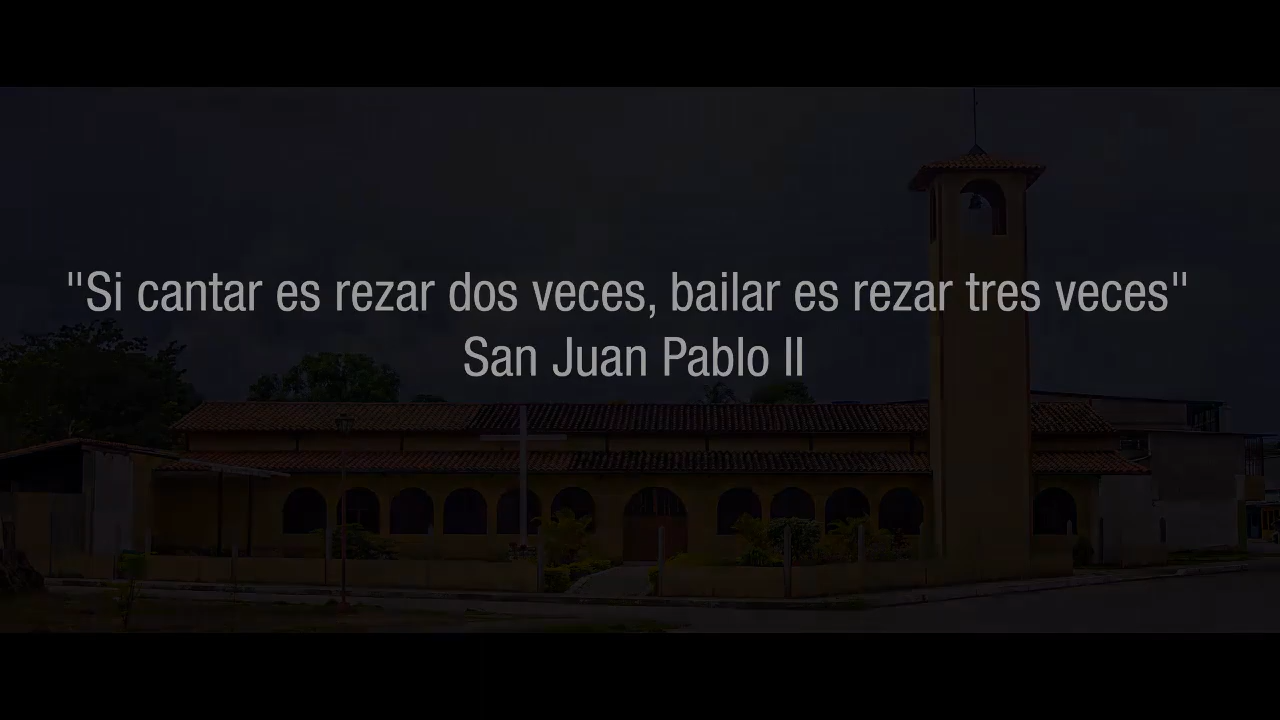 "Si cantar es rezar dos veces, bailar es rezar tres veces"
San Juan Pablo II